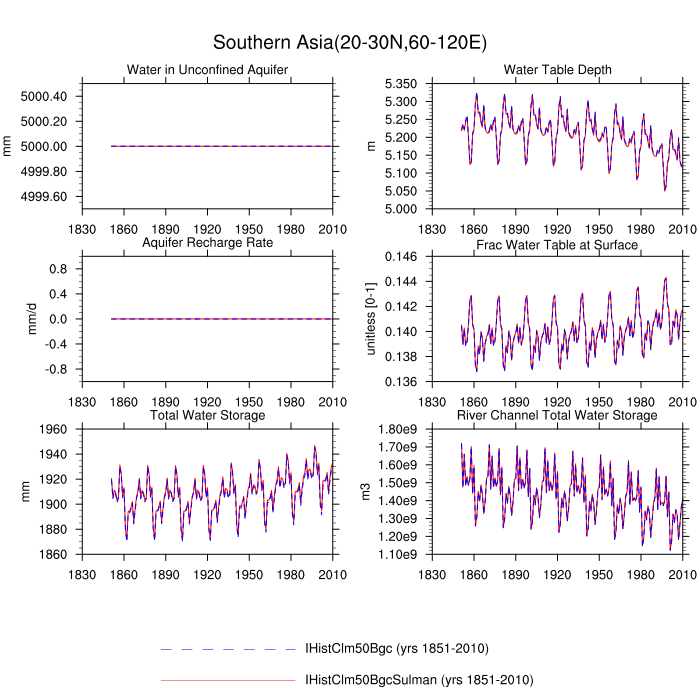 Southern Asia(20-30N,60-120E)
Water in Unconfined Aquifer
mm
5000.40
5000.20
5000.00
4999.80
4999.60
1830 1860 1890 1920 1950 1980 2010
Water Table Depth
m
5.350
5.300
5.250
5.200
5.150
5.100
5.050
5.000
1830 1860 1890 1920 1950 1980 2010
Aquifer Recharge Rate
mm/d
0.8
0.4
0.0
-0.4
-0.8
1830 1860 1890 1920 1950 1980 2010
Frac Water Table at Surface
unitless [0-1]
0.146
0.144
0.142
0.140
0.138
0.136
1830 1860 1890 1920 1950 1980 2010
Total Water Storage
mm
1960
1940
1920
1900
1880
1860
1830 1860 1890 1920 1950 1980 2010
River Channel Total Water Storage
m3
1.80e9
1.70e9
1.60e9
1.50e9
1.40e9
1.30e9
1.20e9
1.10e9
1830 1860 1890 1920 1950 1980 2010
IHistClm50Bgc (yrs 1851-2010)
IHistClm50BgcSulman (yrs 1851-2010)